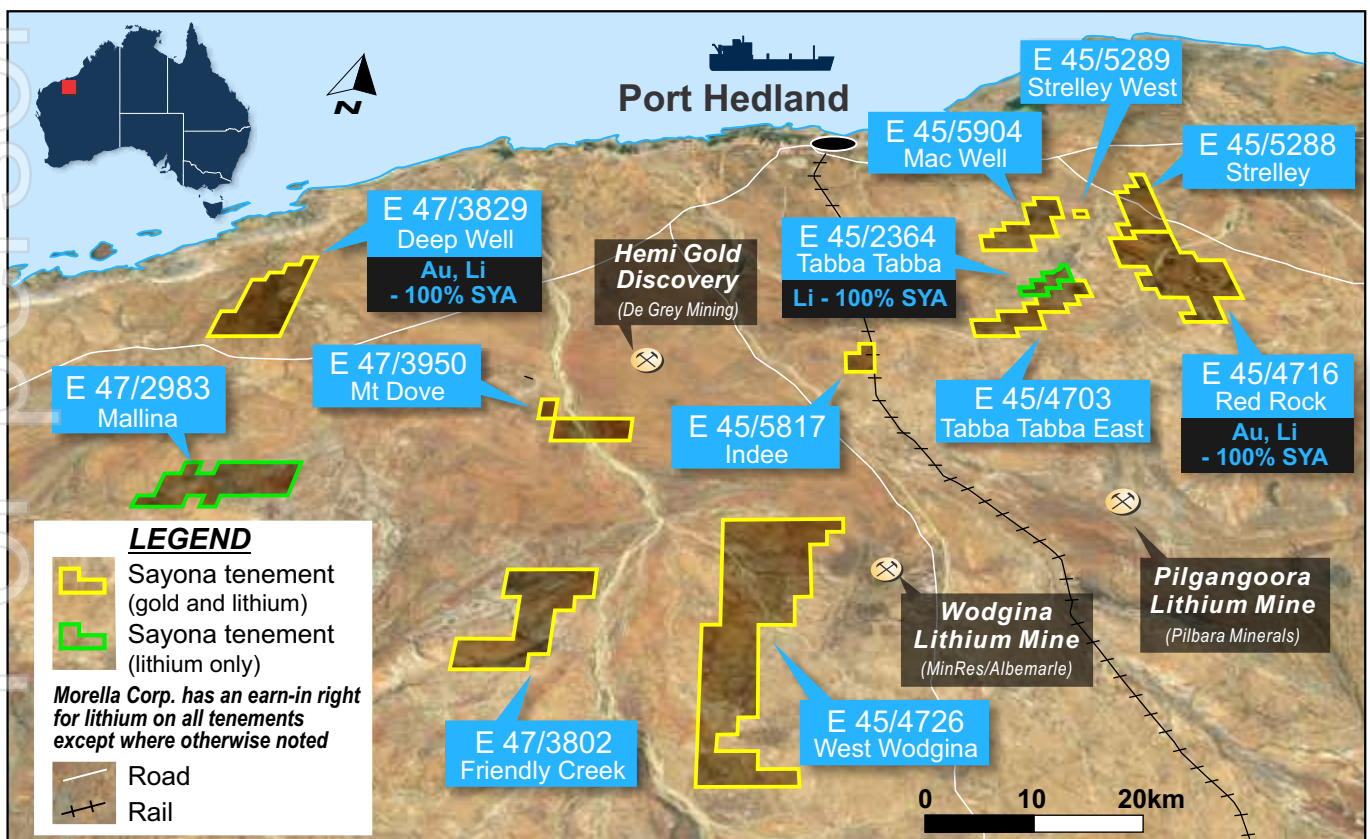 Port Hedland
N
E 45/5289
Strelley West
E 45/5904
Mac Well
E 45/5288
Strelley
E 47/3829
Deep Well
Au, Li
- 100% SYA
Hemi Gold
Discovery
(De Grey Mining)
E 45/2364
Tabba Tabba
Li - 100% SYA
E 47/3950
Mt Dove
E 47/2983
Mallina
E 45/5817
Indee
E 45/4703
Tabba Tabba East
E 45/4716
Red Rock
Au, Li
- 100% SYA
Pilgangoora
Lithium Mine
(Pilbara Minerals)
Wodgina
Lithium Mine
(MinRes/Albemarle)
E 47/3802
Friendly Creek
E 45/4726
West Wodgina
LEGEND
Sayona tenement
(gold and lithium)
Sayona tenement
(lithium only)
Morella Corp. has an earn-in right
for lithium on all tenements
except where otherwise noted
Road
Rail
0 10 20km